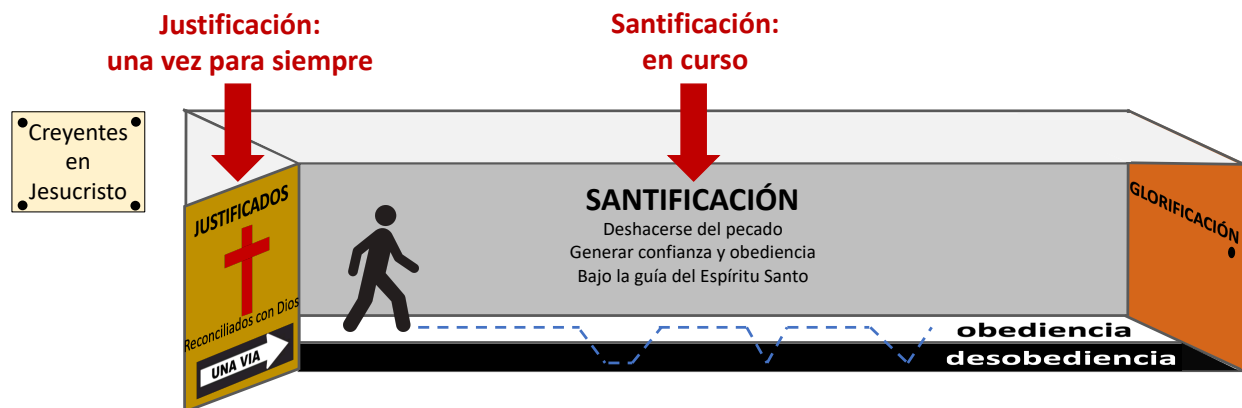 Justificación:
una vez para siempre
Santificación:
en curso
Creyentes
en
Jesucristo
JUSTIFICADOS
Reconciliados con Dios
UNA VIA
SANTIFICACIÓN
Deshacerse del pecado
Generar confianza y obediencia
Bajo la guía del Espíritu Santo
GLORIFICACIÓN
obediencia
desobediencia